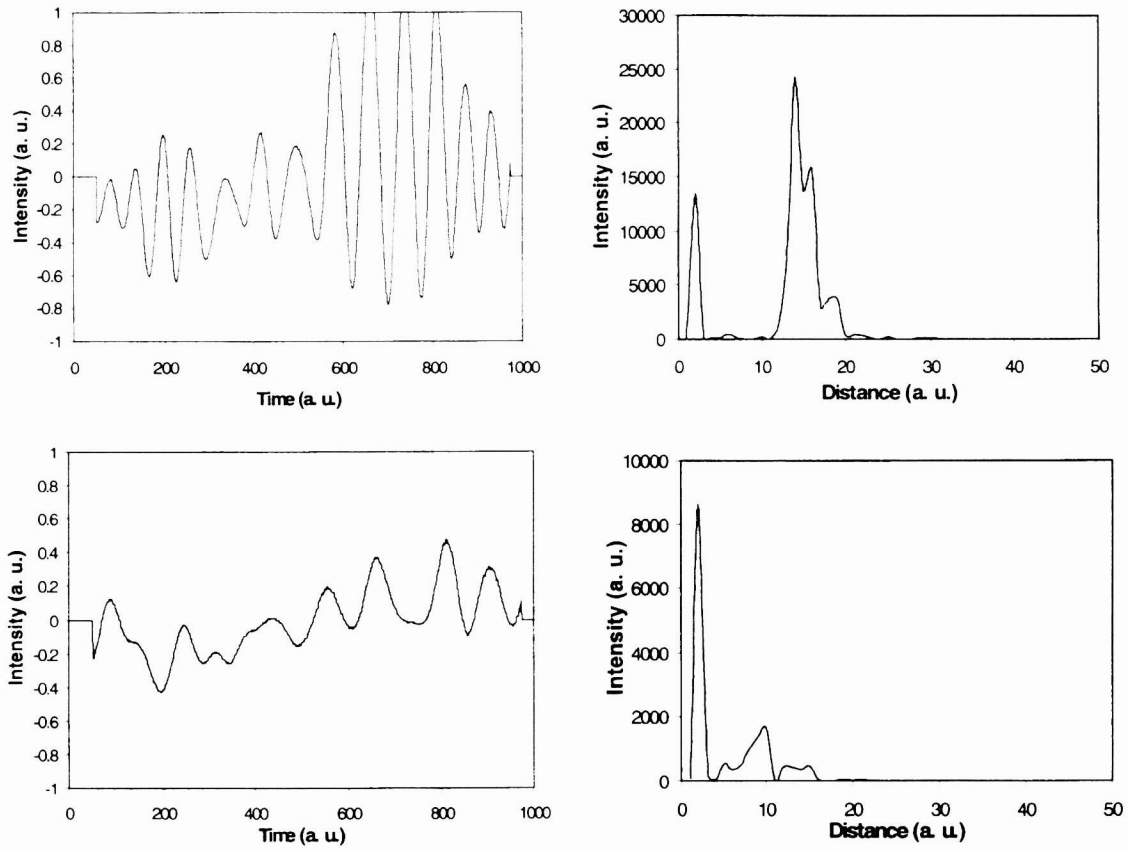 1
0.8
0.6
0.4
0.2
0
-0.2
-0.4
-0.6
-0.8
-1
Intensity (a. u.)
0 200 400 600 800 1000
Time (a. u.)
30000
25000
20000
15000
10000
5000
0
Intensity (a. u.)
0 10 20 30 40 50
Distance (a. u.)
1
0.8
0.6
0.4
0.2
0
-0.2
-0.4
-0.6
-0.8
-1
Intensity (a. u.)
0 200 400 600 800 1000
Time (a. u.)
10000
8000
6000
4000
2000
0
Intensity (a. u.)
0 10 20 30 40 50
Distance (a. u.)